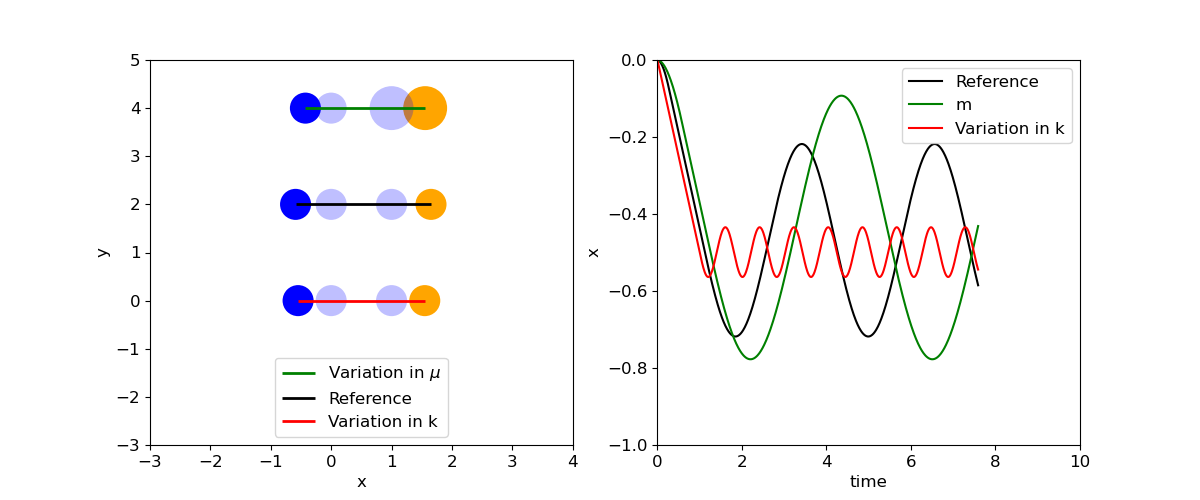 5
4
3
2
1
0
−1
−2
−3
y
−3 −2 −1 0 1 2 3 4
x
Variation in μ
Reference
Variation in k
0.0
−0.2
−0.4
−0.6
−0.8
−1.0
x
0 2 4 6 8 10
time
Reference
m
Variation in k